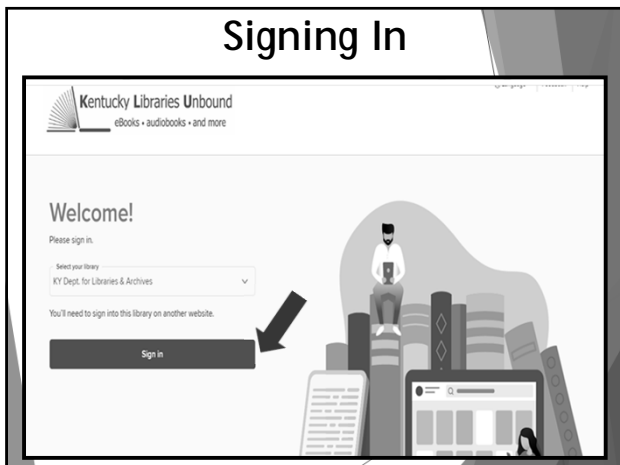 Signing In
Kentucky Libraries Unbound
eBooks • audiobooks • and more
Welcome!
Please sign in.
Select your library
KY Dept. for Libraries & Archives
You'll need to sign into this library on another website.
Sign in